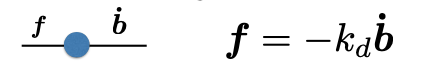 f ḃ
f = −k_d ḃ